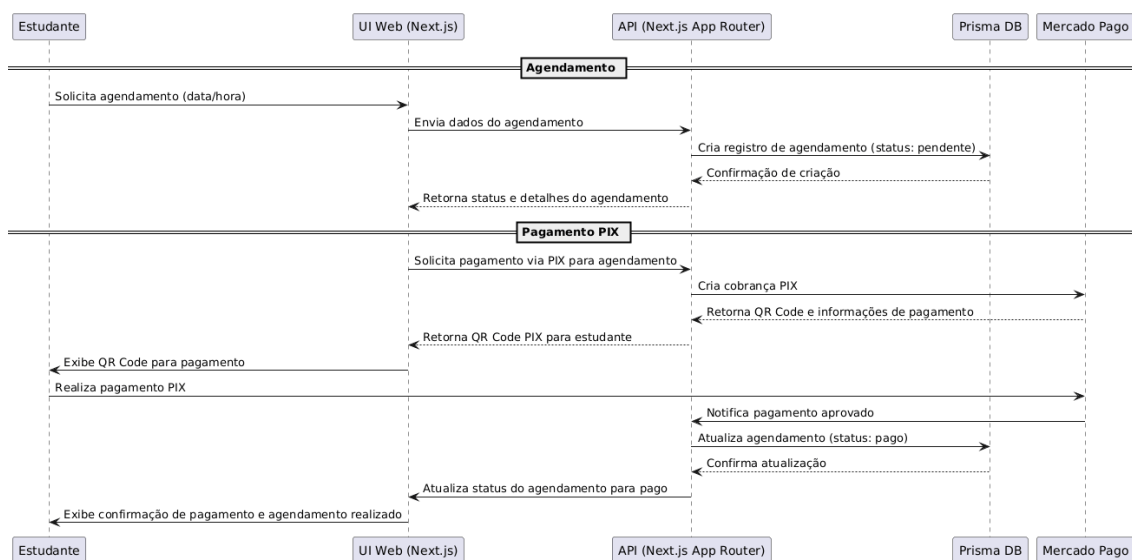 Estudante UI Web (Next.js) API (Next.js App Router) Prisma DB Mercado Pago
Agendamento
Solicita agendamento (data/hora)
Envia dados do agendamento
Cria registro de agendamento (status: pendente)
Confirmação de criação
Retorna status e detalhes do agendamento
Pagamento PIX
Solicita pagamento via PIX para agendamento
Cria cobrança PIX
Retorna QR Code e informações de pagamento
Retorna QR Code PIX para estudante
Exibe QR Code para pagamento
Realiza pagamento PIX
Notifica pagamento aprovado
Atualiza agendamento (status: pago)
Confirma atualização
Atualiza status do agendamento para pago
Exibe confirmação de pagamento e agendamento realizado
Estudante UI Web (Next.js) API (Next.js App Router) Prisma DB Mercado Pago